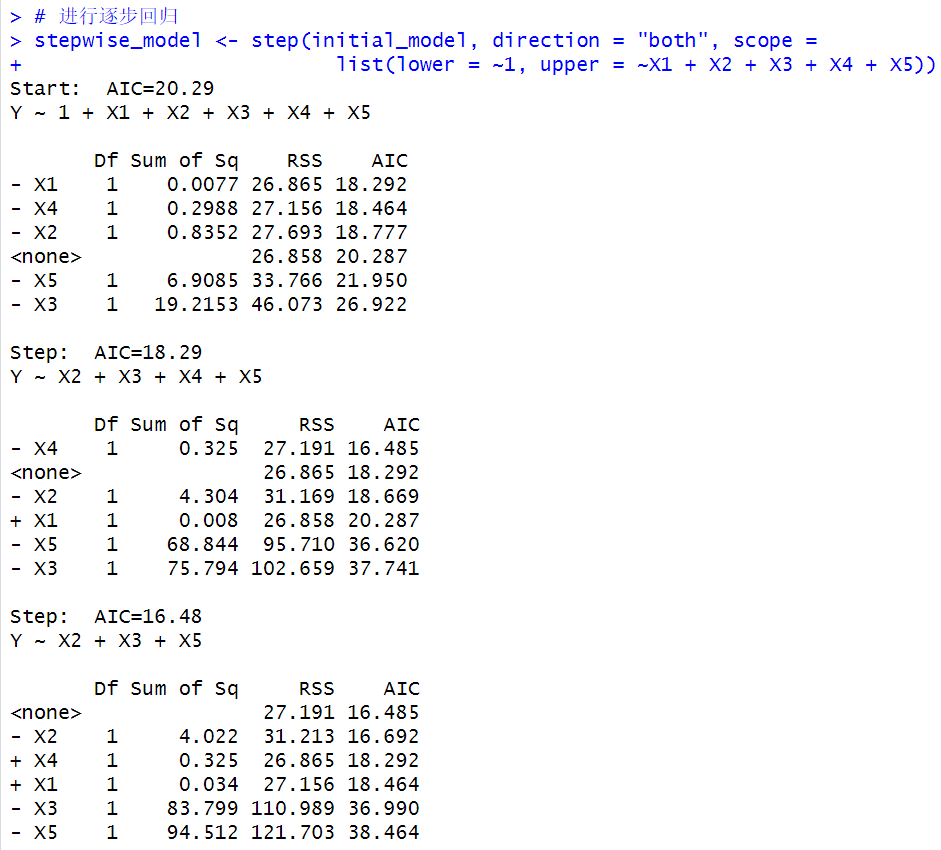 > # 进行逐步回归
> stepwise_model <- step(initial_model, direction = "both", scope =
+                           list(lower = ~1, upper = ~X1 + X2 + X3 + X4 + X5))
Start:  AIC=20.29
Y ~ 1 + X1 + X2 + X3 + X4 + X5
       Df Sum of Sq    RSS    AIC
- X1    1    0.0077 26.865 18.292
- X4    1    0.2988 27.156 18.464
- X2    1    0.8352 27.693 18.777
<none>              26.858 20.287
- X5    1    6.9085 33.766 21.950
- X3    1   19.2153 46.073 26.922
Step:  AIC=18.29
Y ~ X2 + X3 + X4 + X5
       Df Sum of Sq     RSS    AIC
- X4    1     0.325  27.191 16.485
<none>               26.865 18.292
- X2    1     4.304  31.169 18.669
+ X1    1     0.008  26.858 20.287
- X5    1    68.844  95.710 36.620
- X3    1    75.794 102.659 37.741
Step:  AIC=16.48
Y ~ X2 + X3 + X5
       Df Sum of Sq     RSS    AIC
<none>               27.191 16.485
- X2    1     4.022  31.213 16.692
+ X4    1     0.325  26.865 18.292
+ X1    1     0.034  27.156 18.464
- X3    1    83.799 110.989 36.990
- X5    1    94.512 121.703 38.464